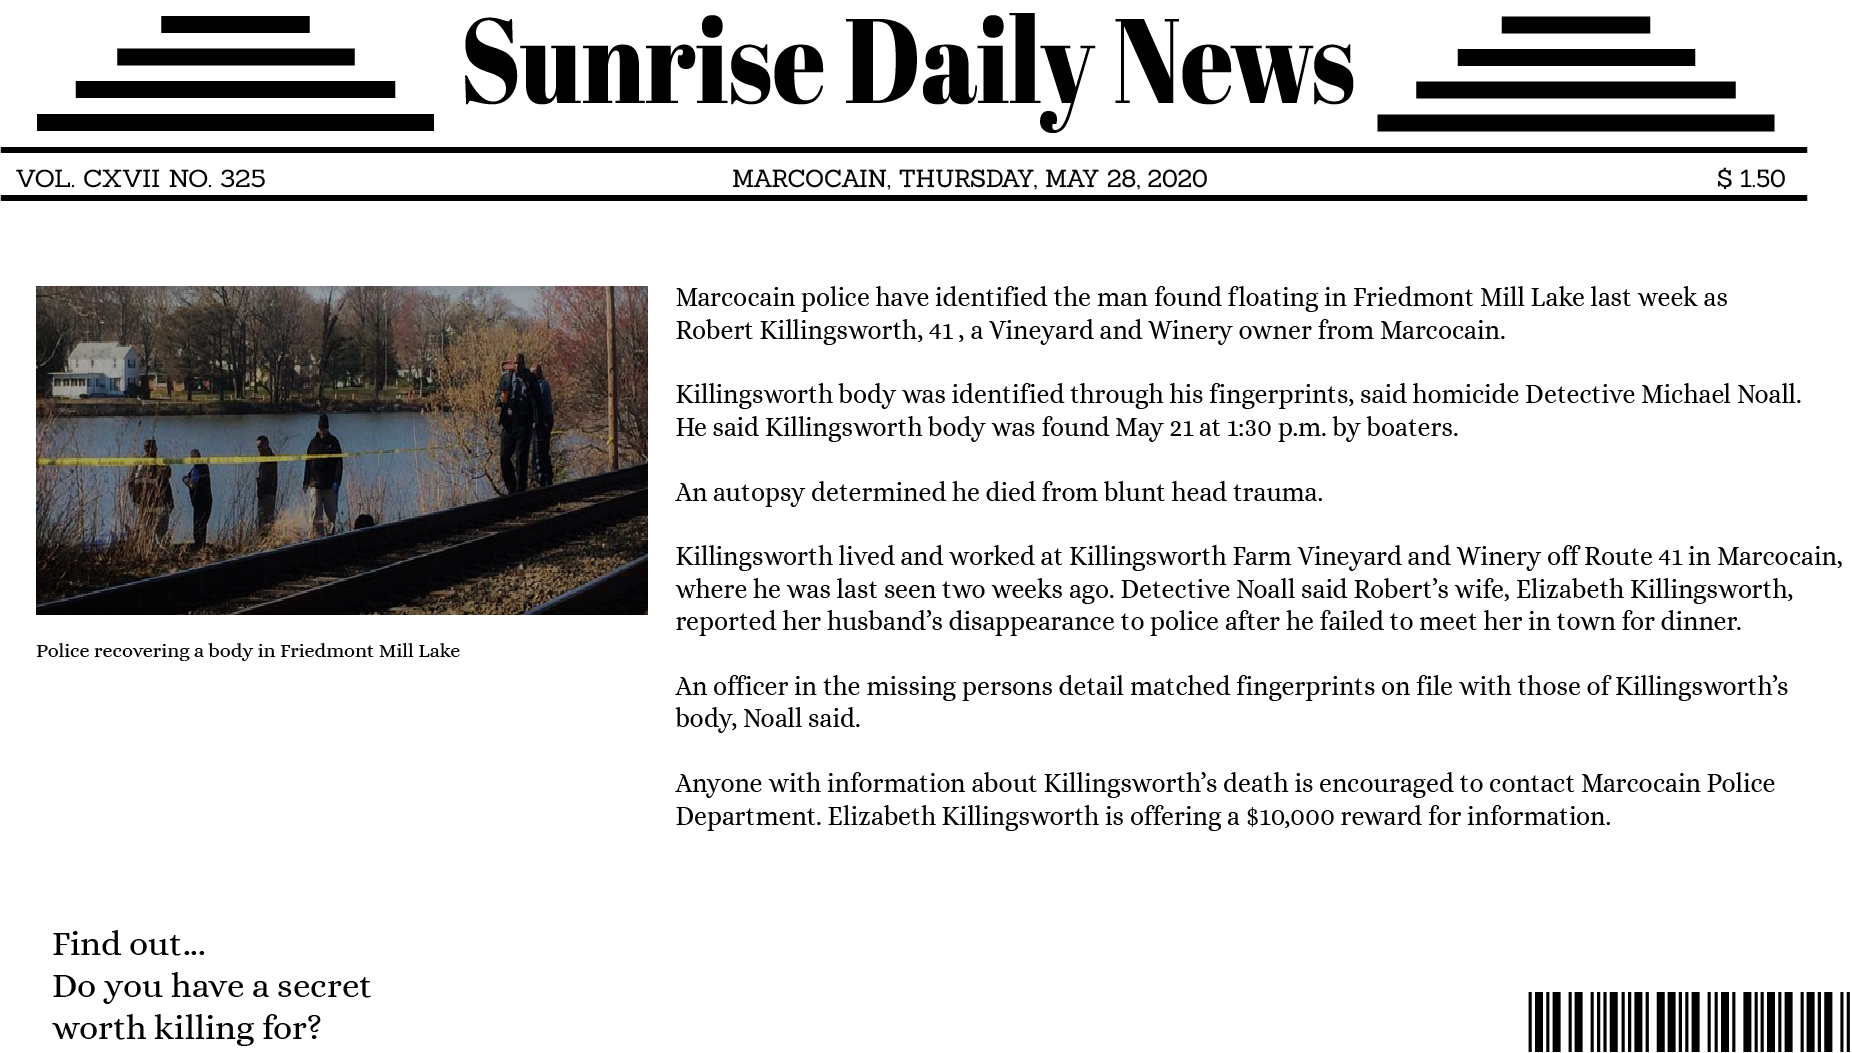 Sunrise Daily News
VOL. CXVII NO. 325
MARCOCAIN, THURSDAY, MAY 28, 2020
$ 1.50
Marcocain police have identified the man found floating in Friedmont Mill Lake last week as
Robert Killingsworth, 41 , a Vineyard and Winery owner from Marcocain.
Killingsworth body was identified through his fingerprints, said homicide Detective Michael Noall.
He said Killingsworth body was found May 21 at 1:30 p.m. by boaters.
An autopsy determined he died from blunt head trauma.
Killingsworth lived and worked at Killingsworth Farm Vineyard and Winery off Route 41 in Marcocain,
where he was last seen two weeks ago. Detective Noall said Robert’s wife, Elizabeth Killingsworth,
reported her husband’s disappearance to police after he failed to meet her in town for dinner.
An officer in the missing persons detail matched fingerprints on file with those of Killingsworth’s
body, Noall said.
Anyone with information about Killingsworth’s death is encouraged to contact Marcocain Police
Department. Elizabeth Killingsworth is offering a $10,000 reward for information.
Police recovering a body in Friedmont Mill Lake
Find out...
Do you have a secret
worth killing for?